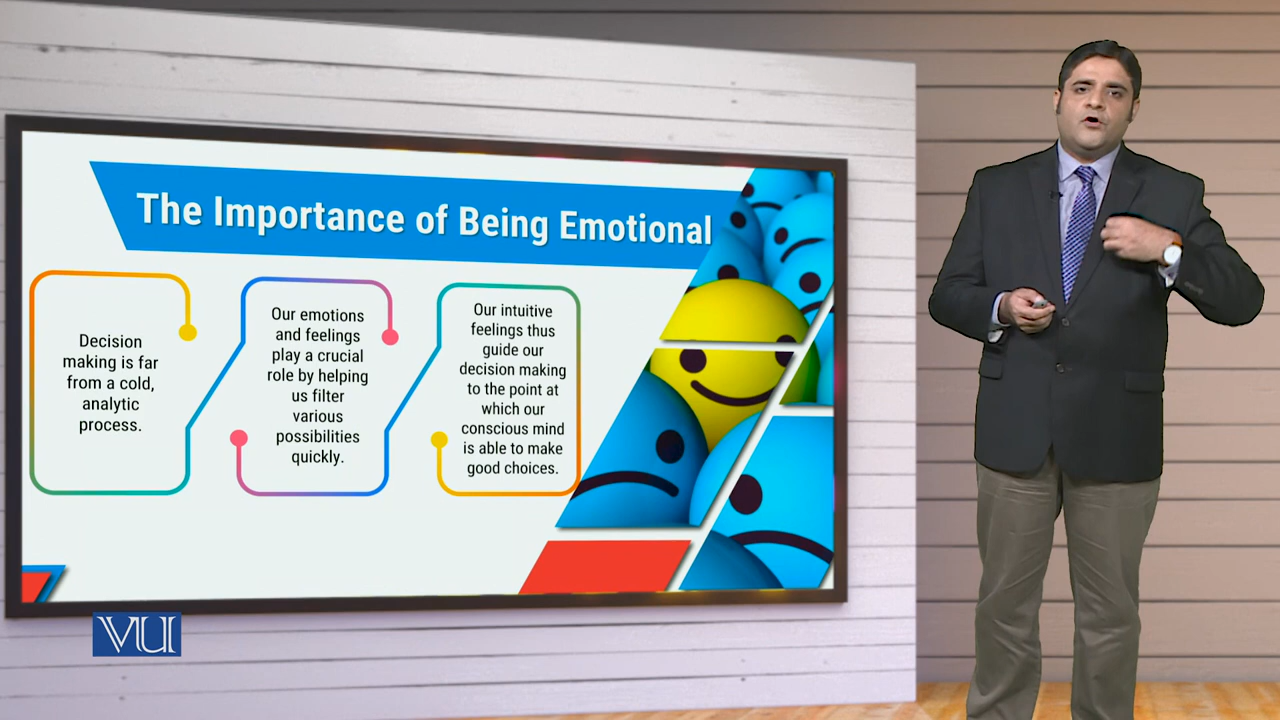 The Importance of Being Emotional
Decision
making is far
from a cold,
analytic
process.
Our emotions
and feelings
play a crucial
role by helping
us filter
various
possibilities
quickly.
Our intuitive
feelings thus
guide our
decision making
to the point at
which our
conscious mind
is able to make
good choices.
VU